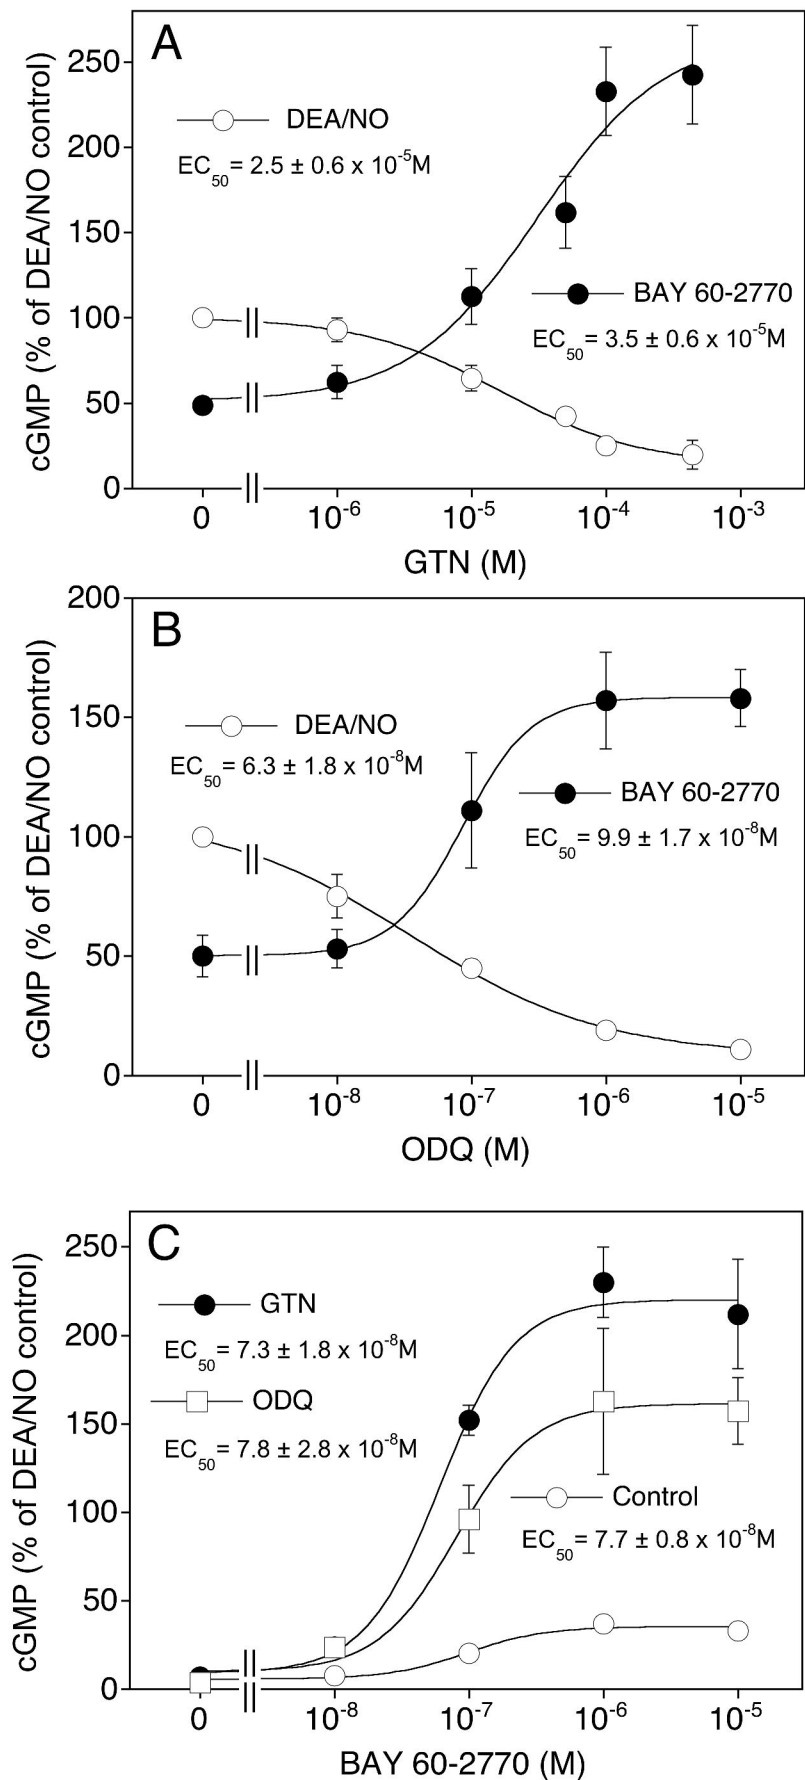 A
cGMP (% of DEA/NO control)
250
200
150
100
50
0
DEA/NO
EC50= 2.5 ± 0.6 x 10-5M
BAY 60-2770
EC50= 3.5 ± 0.6 x 10-5M
0 10-6 10-5 10-4 10-3
GTN (M)
B
cGMP (% of DEA/NO control)
200
150
100
50
0
DEA/NO
EC50= 6.3 ± 1.8 x 10-8M
BAY 60-2770
EC50= 9.9 ± 1.7 x 10-8M
0 10-8 10-7 10-6 10-5
ODQ (M)
C
cGMP (% of DEA/NO control)
250
200
150
100
50
0
GTN
EC50= 7.3 ± 1.8 x 10-8M
ODQ
EC50= 7.8 ± 2.8 x 10-8M
Control
EC50= 7.7 ± 0.8 x 10-8M
0 10-8 10-7 10-6 10-5
BAY 60-2770 (M)